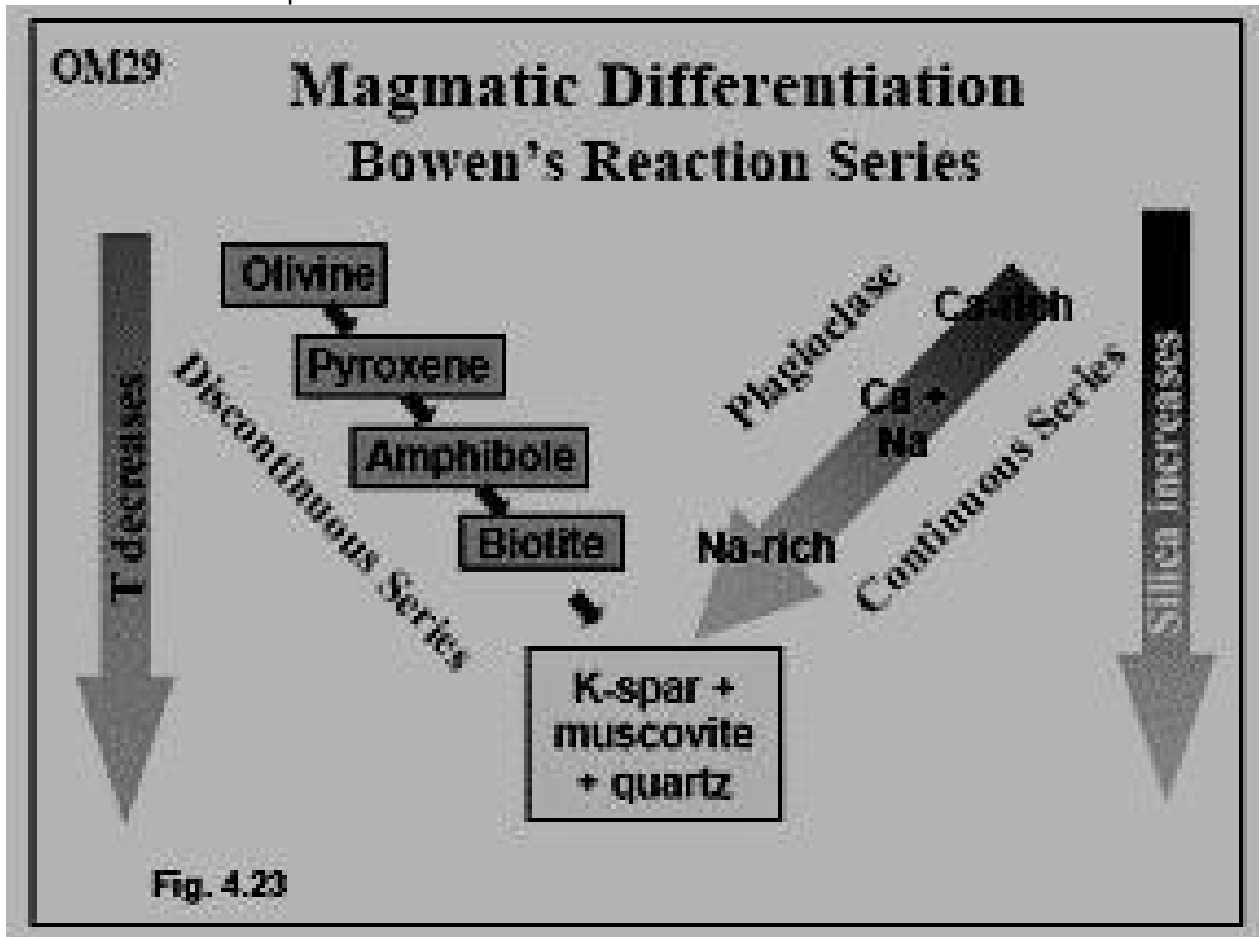 OM29
Magmatic Differentiation
Bowen's Reaction Series
Olivine
Pyroxene
Amphibole
Biotite
Discontinuous Series
T decreases
Plagioclase
Ca-rich
Ca +
Na
Na-rich
Continuous Series
Silica increases
K-spar +
muscovite
+ quartz
Fig. 4.23